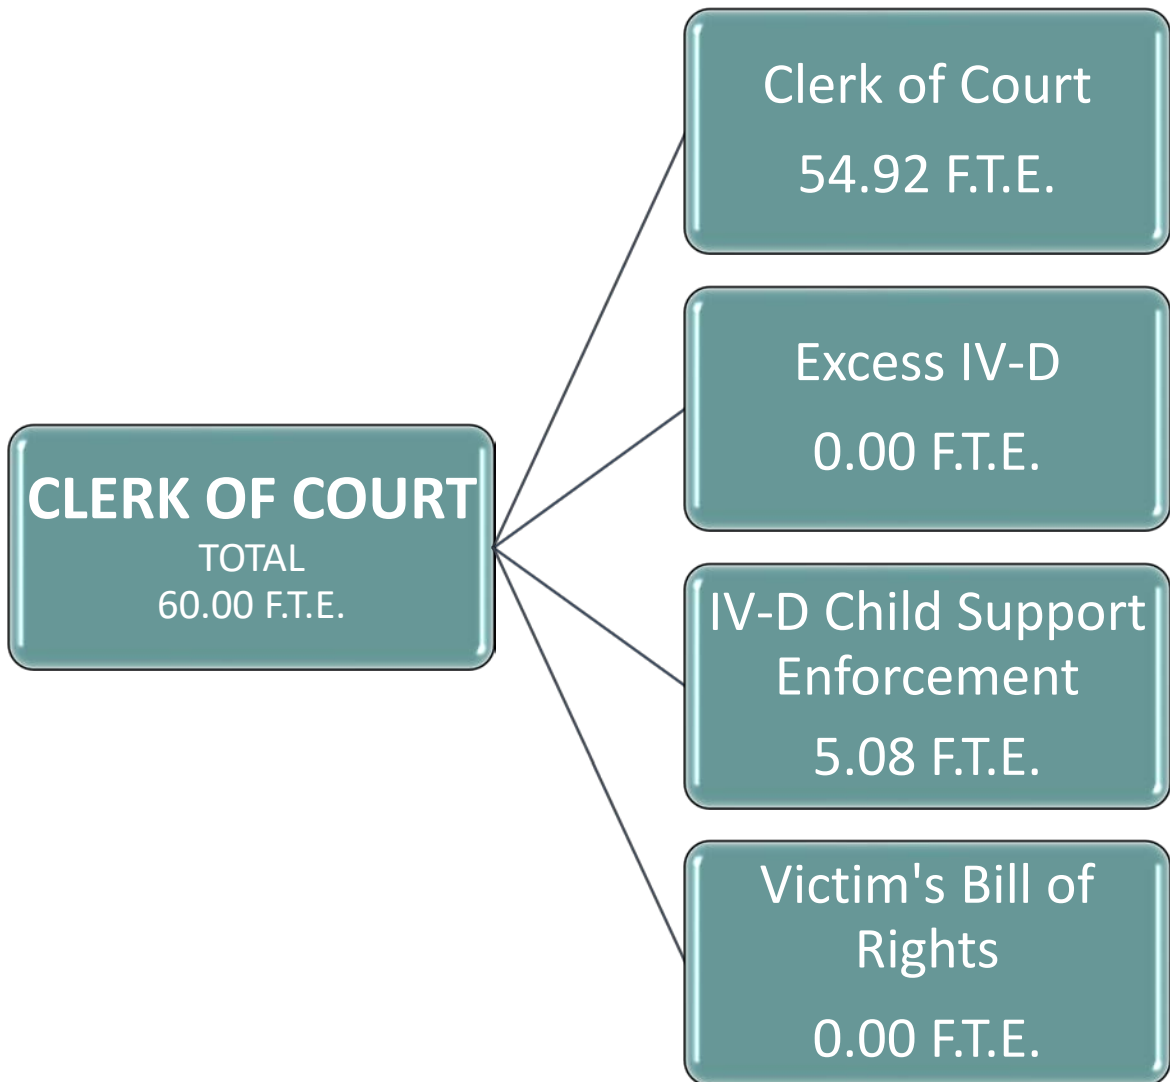 CLERK OF COURT
TOTAL
60.00 F.T.E.
Clerk of Court
54.92 F.T.E.
Excess IV-D
0.00 F.T.E.
IV-D Child Support
Enforcement
5.08 F.T.E.
Victim's Bill of
Rights
0.00 F.T.E.